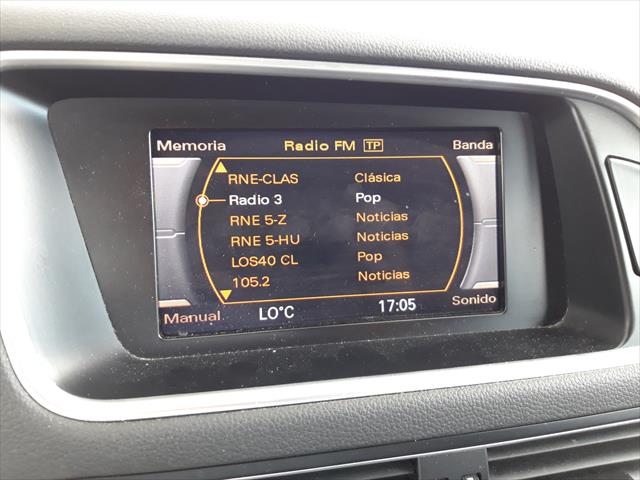 Memoria Radio FM TP Banda
RNE-CLAS Clásica
Radio 3 Pop
RNE 5-Z Noticias
RNE 5-HU Noticias
LOS40 CL Pop
105.2 Noticias
Manual LO°C 17:05 Sonido